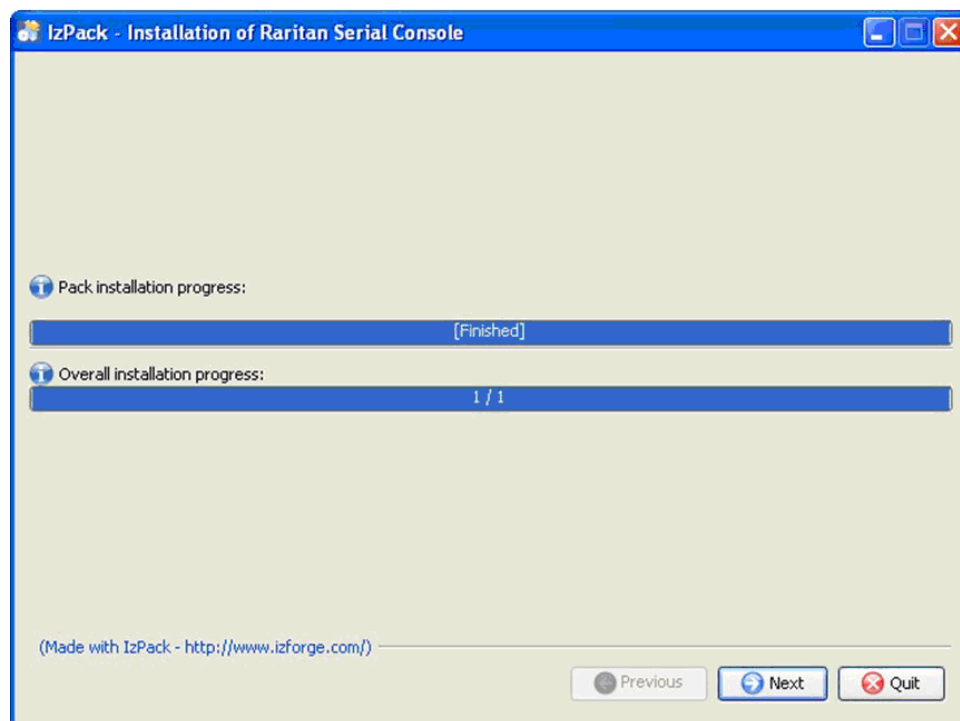 IzPack - Installation of Raritan Serial Console
Pack installation progress:
[Finished]
Overall installation progress:
1 / 1
(Made with IzPack - http://www.izforge.com/)
Previous
Next
Quit